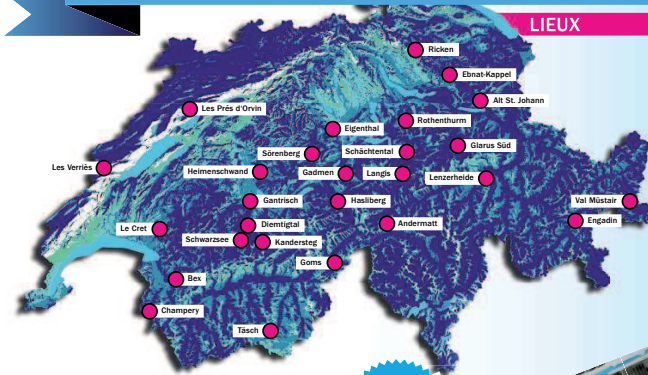 LIEUX
Ricken
Ebnat-Kappel
Alt St. Johann
Les Prés d'Orvin
Rothenthurm
Eigenthal
Glarus Süd
Sörenberg
Schächtental
Les Verriès
Heimenschwand
Gadmen
Langis
Lenzerheide
Gantrisch
Hasliberg
Val Müstair
Le Cret
Diemtigtal
Andermatt
Engadin
Schwarzsee
Kandersteg
Goms
Bex
Champery
Täsch